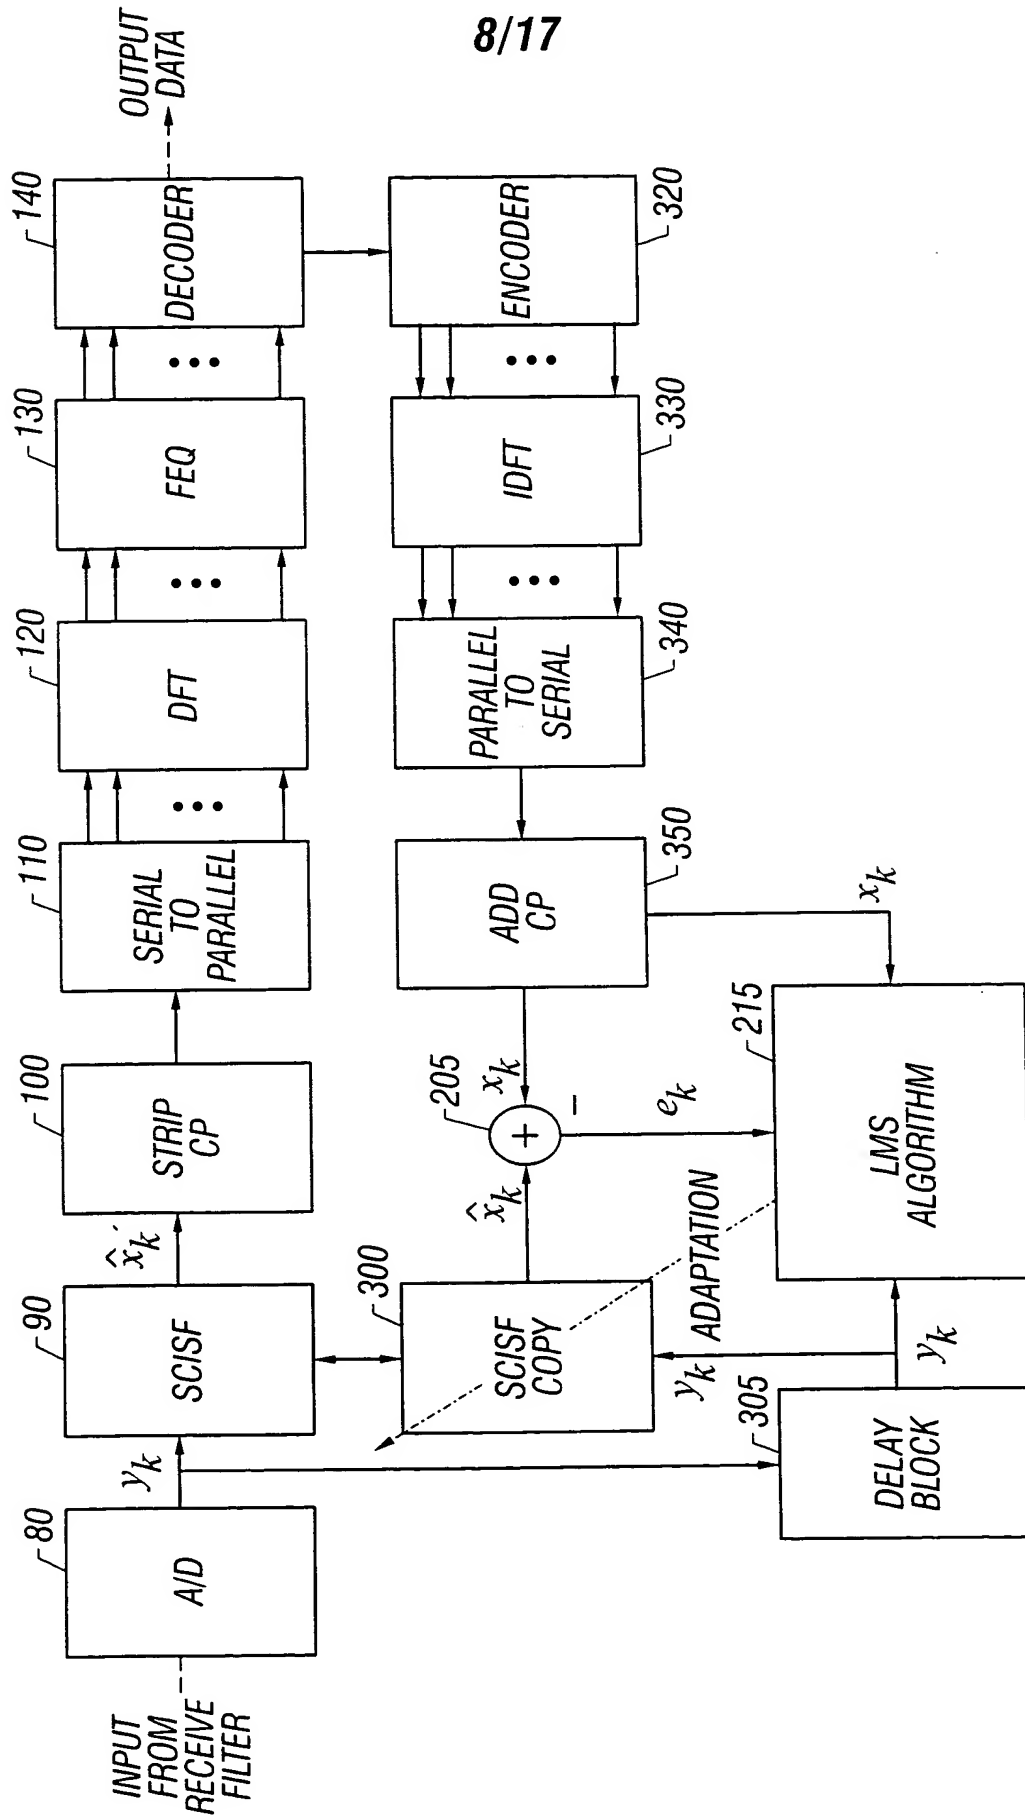 8/17
INPUT
FROM
RECEIVE
FILTER
80
A/D
y_k
90
SCISF
x̂_k′
100
STRIP
CP
110
SERIAL
TO
PARALLEL
•••
120
DFT
•••
130
FEQ
•••
140
DECODER
OUTPUT
DATA
300
SCISF
COPY
x̂_k
205
+
−
x_k
350
ADD
CP
340
PARALLEL
TO
SERIAL
•••
330
IDFT
•••
320
ENCODER
305
DELAY
BLOCK
y_k
y_k
ADAPTATION
e_k
215
LMS
ALGORITHM
x_k